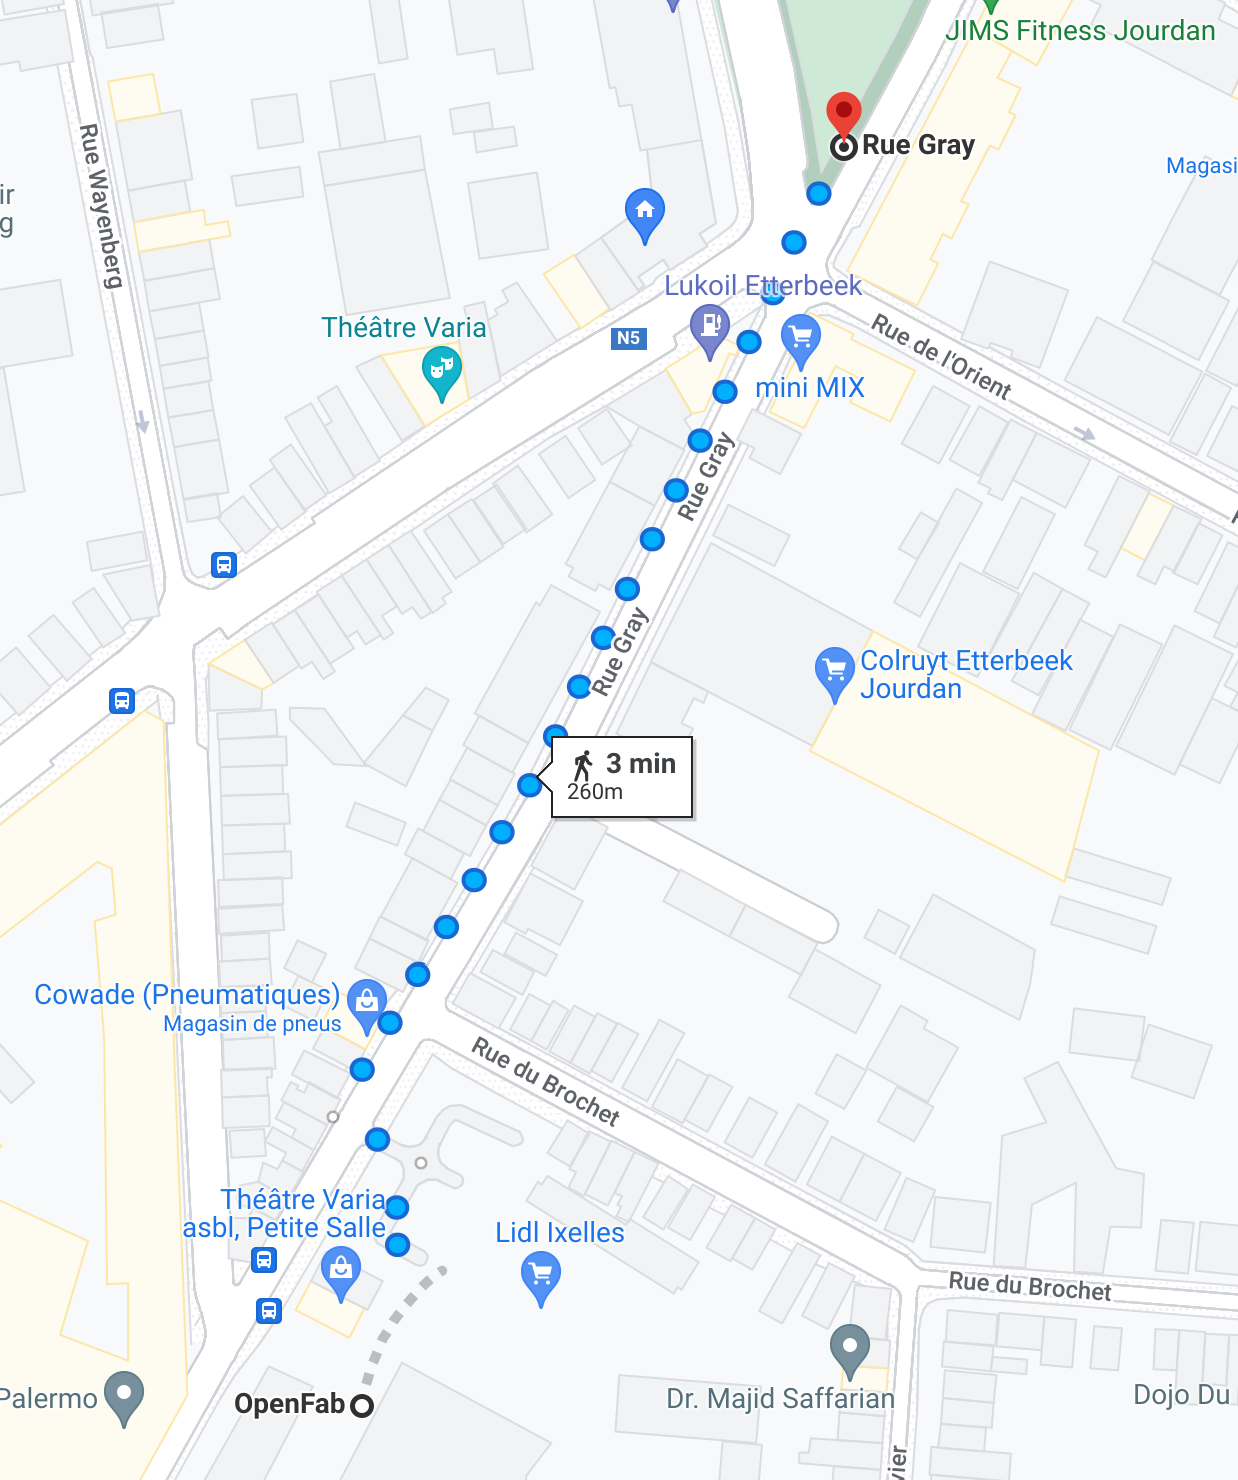 JIMS Fitness Jourdan
Rue Gray
Magasi
Rue Wayenberg
ir
g
Lukoil Etterbeek
Théâtre Varia
N5
mini MIX
Rue de l'Orient
Rue Gray
Rue Gray
Colruyt Etterbeek
Jourdan
3 min
260m
Cowade (Pneumatiques)
Magasin de pneus
Rue du Brochet
Théâtre Varia
asbl, Petite Salle
Lidl Ixelles
Rue du Brochet
Palermo
OpenFab
Dr. Majid Saffarian
Dojo Du
vier